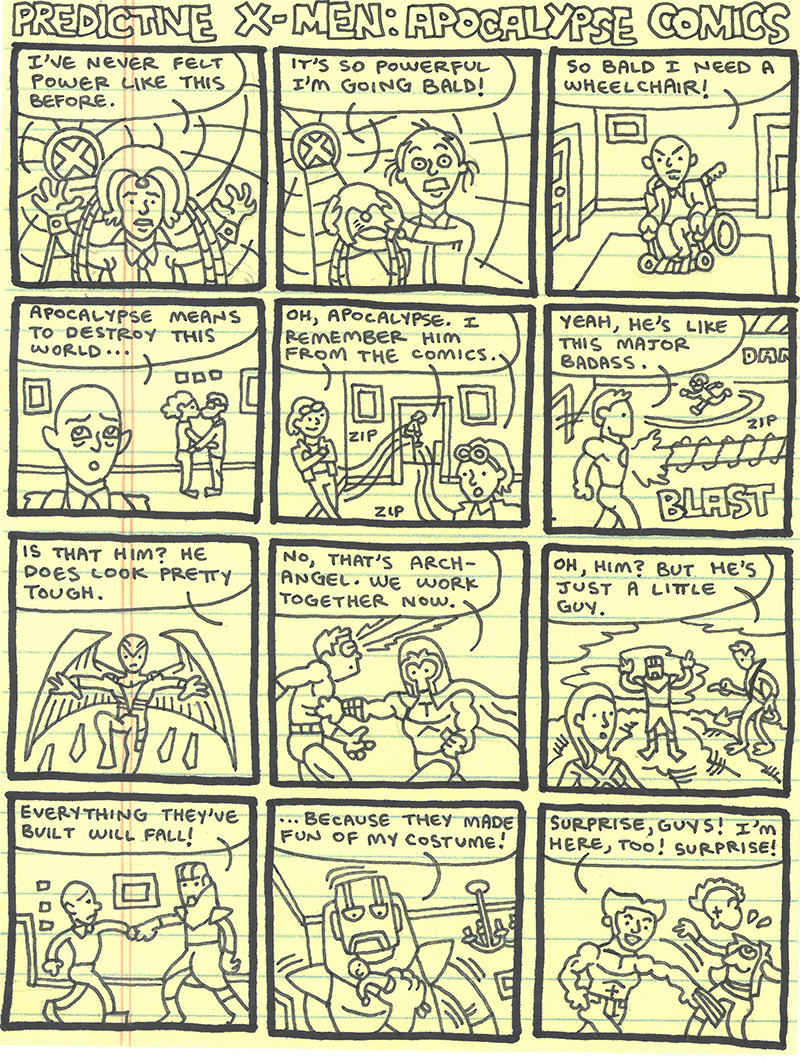 PREDICTIVE X-MEN: APOCALYPSE COMICS
I'VE NEVER FELT
POWER LIKE THIS
BEFORE.
IT'S SO POWERFUL
I'M GOING BALD!
SO BALD I NEED A
WHEELCHAIR!
APOCALYPSE MEANS
TO DESTROY THIS
WORLD...
OH, APOCALYPSE. I
REMEMBER HIM
FROM THE COMICS.
ZIP
ZIP
YEAH, HE'S LIKE
THIS MAJOR
BADASS.
DAN
ZIP
BLAST
IS THAT HIM? HE
DOES LOOK PRETTY
TOUGH.
NO, THAT'S ARCH-
ANGEL. WE WORK
TOGETHER NOW.
OH, HIM? BUT HE'S
JUST A LITTLE
GUY.
EVERYTHING THEY'VE
BUILT WILL FALL!
...BECAUSE THEY MADE
FUN OF MY COSTUME!
SURPRISE, GUYS! I'M
HERE, TOO! SURPRISE!